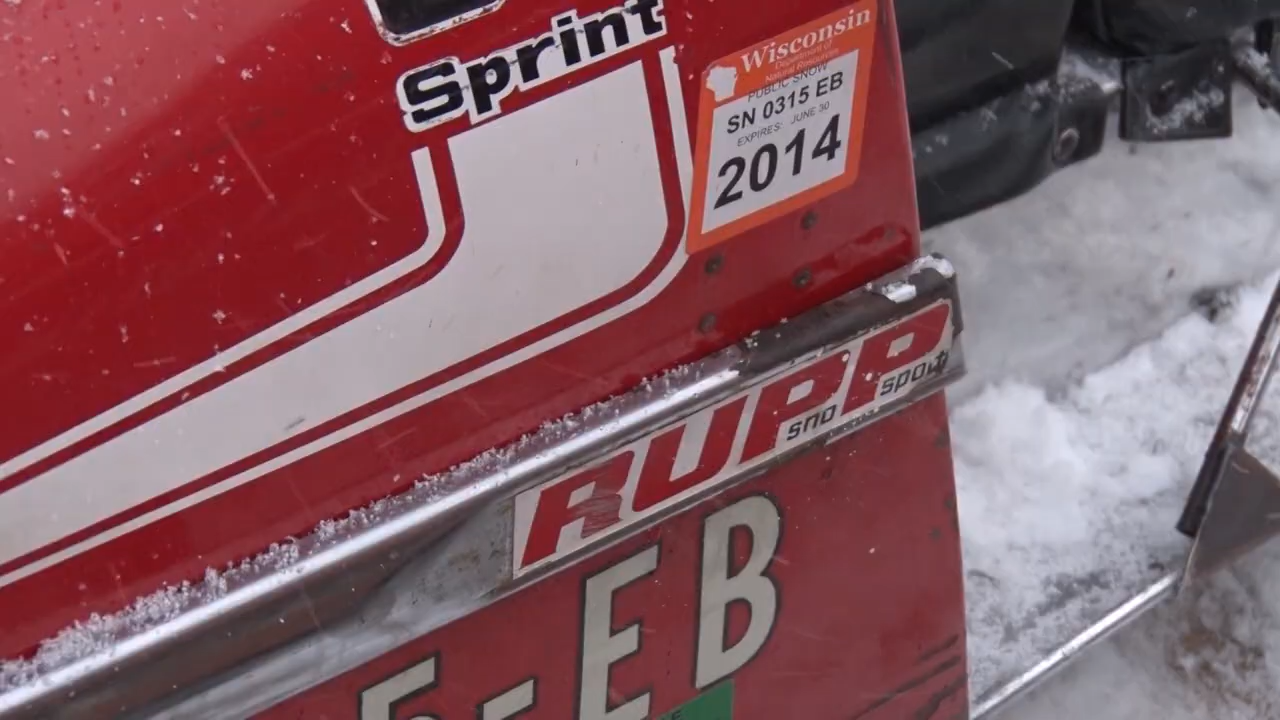 Sprint
Wisconsin
Department of
Natural Resources
PUBLIC SNOW
SN 0315 EB
EXPIRES: JUNE 30
2014
RUPP
sno sport
5-EB